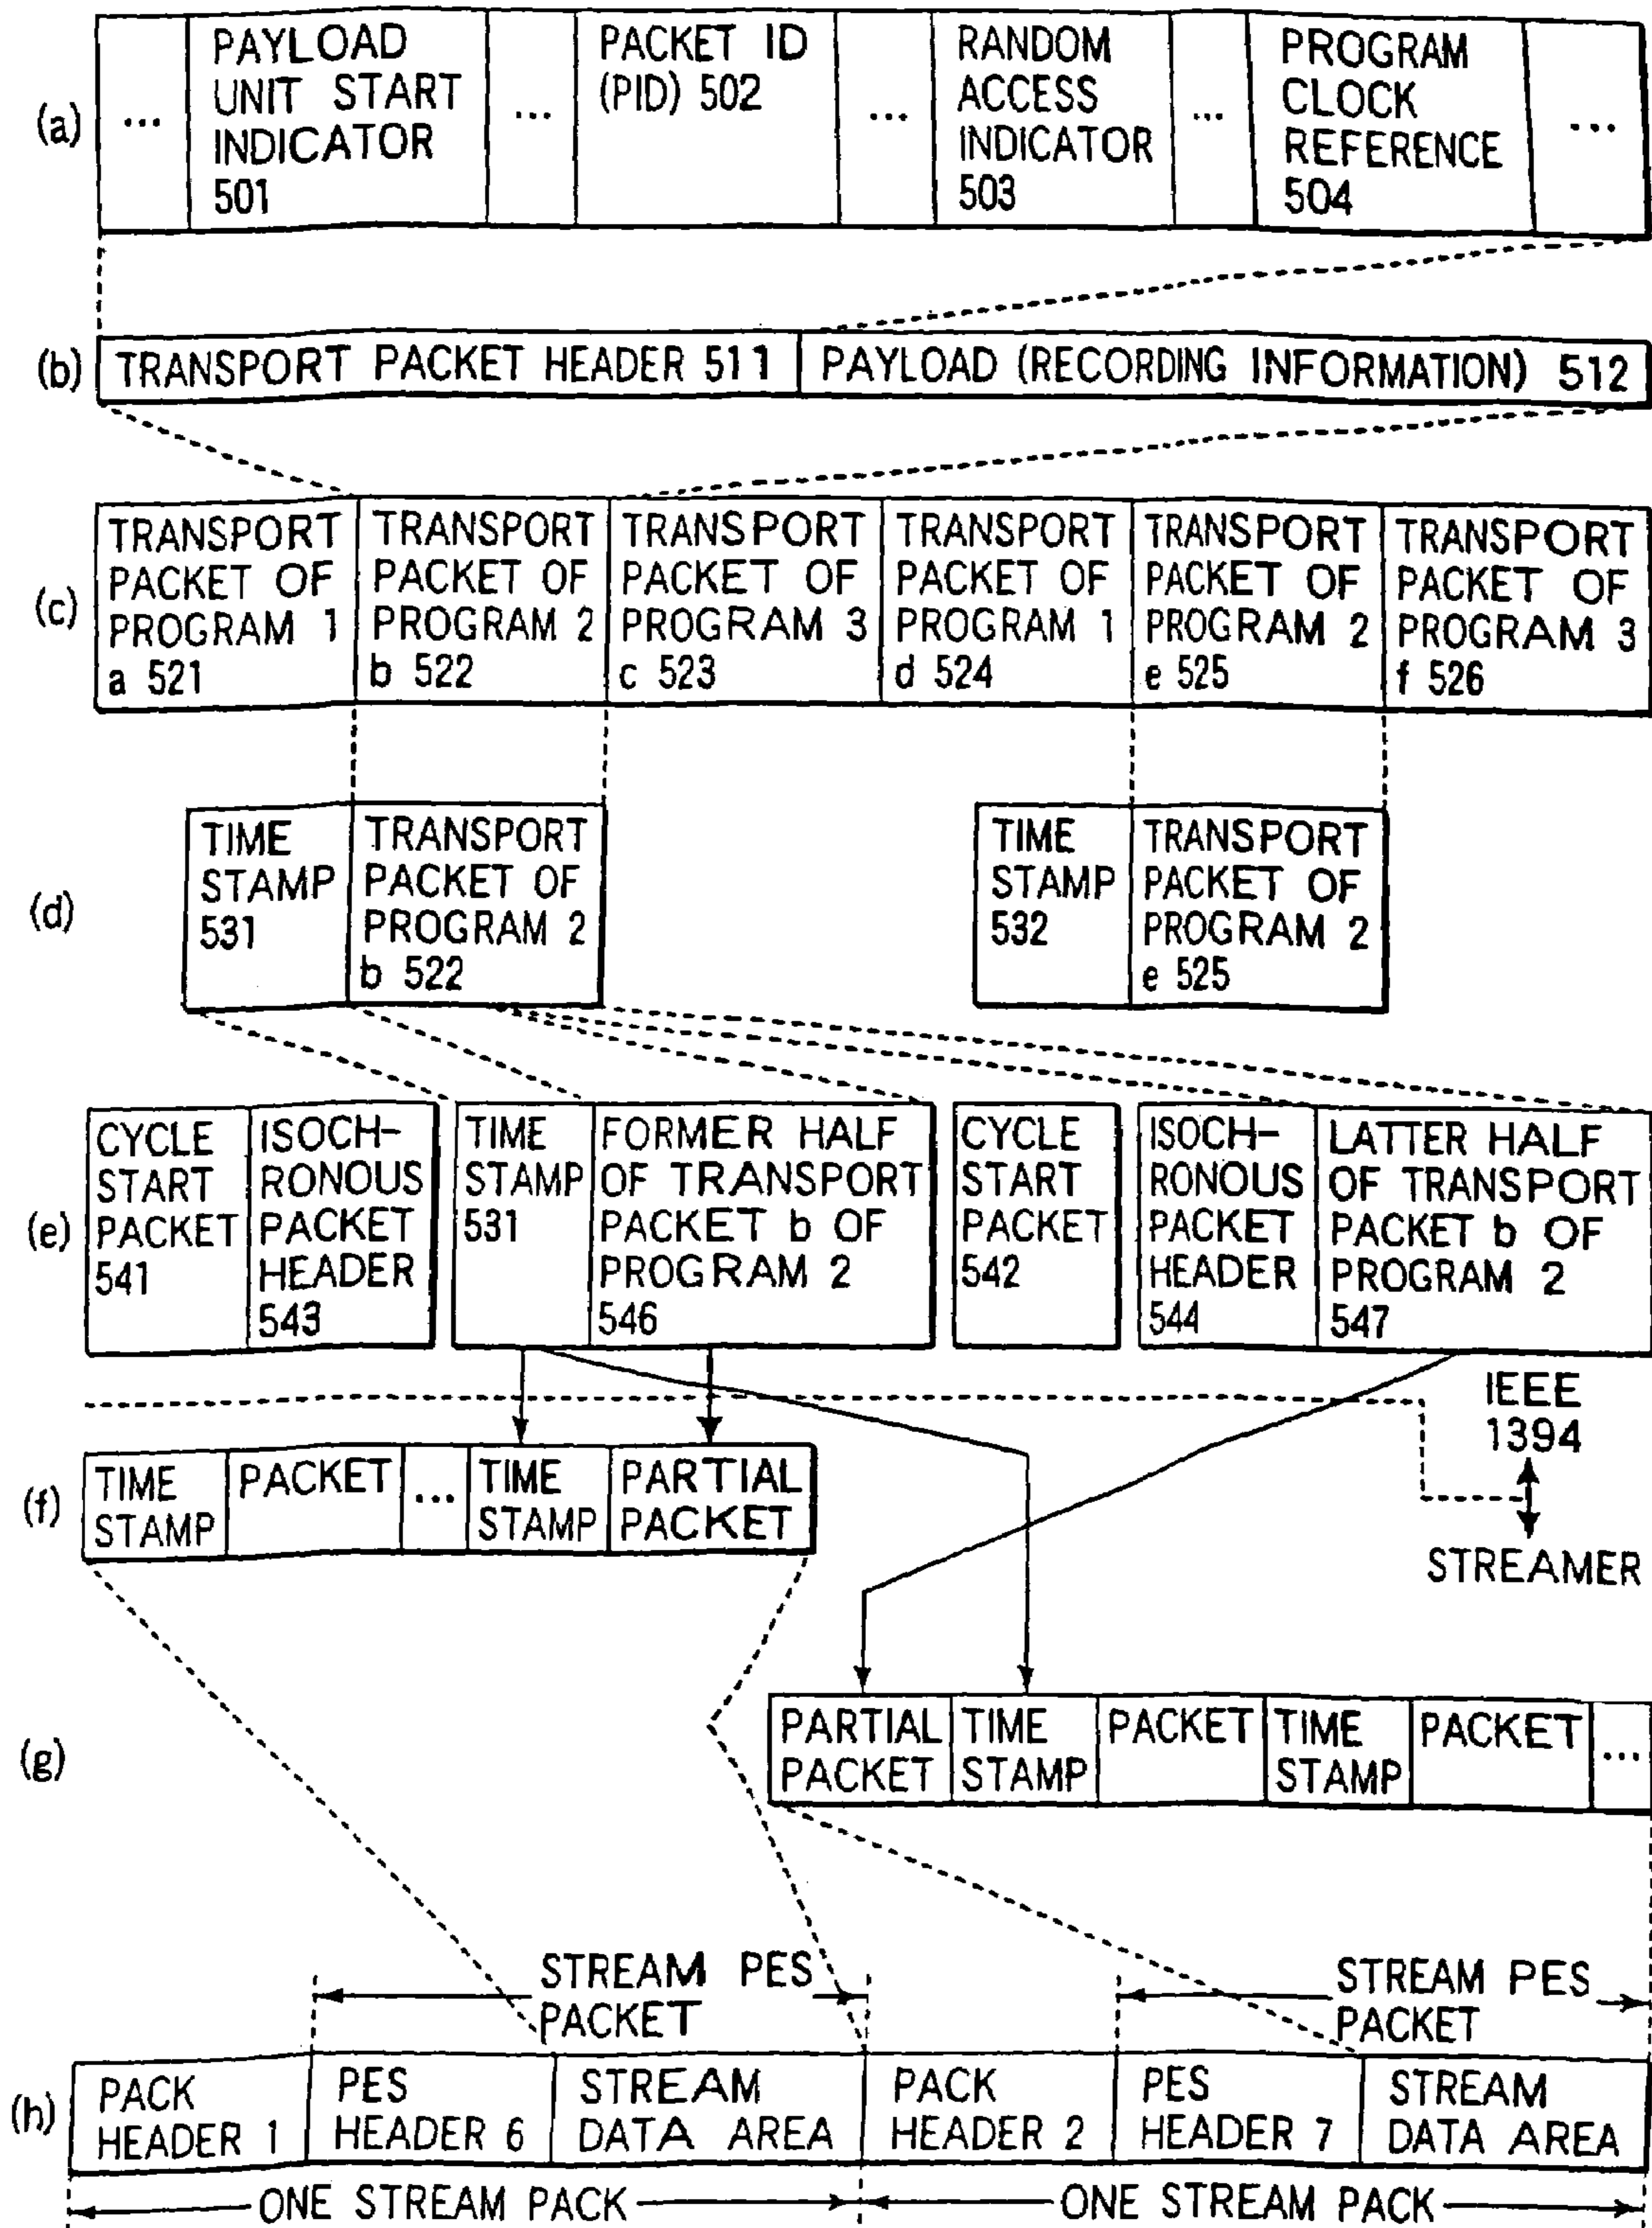 (a)
...
PAYLOAD
UNIT START
INDICATOR
501
...
PACKET ID
(PID) 502
...
RANDOM
ACCESS
INDICATOR
503
...
PROGRAM
CLOCK
REFERENCE
504
...
(b)
TRANSPORT PACKET HEADER 511
PAYLOAD (RECORDING INFORMATION) 512
(c)
TRANSPORT
PACKET OF
PROGRAM 1
a 521
TRANSPORT
PACKET OF
PROGRAM 2
b 522
TRANSPORT
PACKET OF
PROGRAM 3
c 523
TRANSPORT
PACKET OF
PROGRAM 1
d 524
TRANSPORT
PACKET OF
PROGRAM 2
e 525
TRANSPORT
PACKET OF
PROGRAM 3
f 526
(d)
TIME
STAMP
531
TRANSPORT
PACKET OF
PROGRAM 2
b 522
TIME
STAMP
532
TRANSPORT
PACKET OF
PROGRAM 2
e 525
(e)
CYCLE
START
PACKET
541
ISOCH-
RONOUS
PACKET
HEADER
543
TIME
STAMP
531
FORMER HALF
OF TRANSPORT
PACKET b OF
PROGRAM 2
546
CYCLE
START
PACKET
542
ISOCH-
RONOUS
PACKET
HEADER
544
LATTER HALF
OF TRANSPORT
PACKET b OF
PROGRAM 2
547
IEEE
1394
STREAMER
(f)
TIME
STAMP
PACKET
...
TIME
STAMP
PARTIAL
PACKET
(g)
PARTIAL
PACKET
TIME
STAMP
PACKET
TIME
STAMP
PACKET
...
STREAM PES
PACKET
STREAM PES
PACKET
(h)
PACK
HEADER 1
PES
HEADER 6
STREAM
DATA AREA
PACK
HEADER 2
PES
HEADER 7
STREAM
DATA AREA
ONE STREAM PACK
ONE STREAM PACK